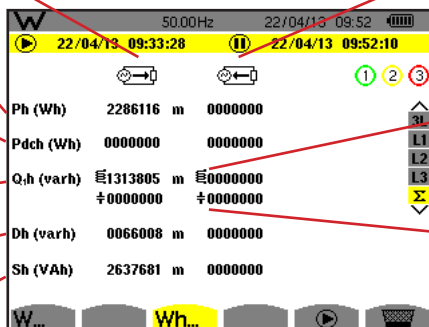 W 50.00Hz 22/04/13 09:52
22/04/13 09:33:28 22/04/13 09:52:10
1 2 3
Ph (Wh) 2286116 m 0000000
3L
Pdch (Wh) 0000000 0000000
L1
L2
Q₁h (varh) 1313805 m 0000000
L3
0000000 0000000
Σ
Dh (varh) 0066008 m 0000000
Sh (VAh) 2637681 m 0000000
W... Wh...